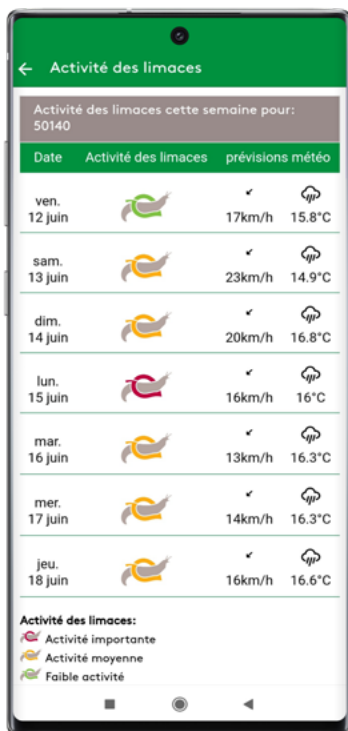 Activité des limaces
Activité des limaces cette semaine pour:
50140
Date Activité des limaces prévisions météo
ven.
12 juin 17km/h 15.8°C
sam.
13 juin 23km/h 14.9°C
dim.
14 juin 20km/h 16.8°C
lun.
15 juin 16km/h 16°C
mar.
16 juin 13km/h 16.3°C
mer.
17 juin 14km/h 16.3°C
jeu.
18 juin 16km/h 16.6°C
Activité des limaces:
Activité importante
Activité moyenne
Faible activité